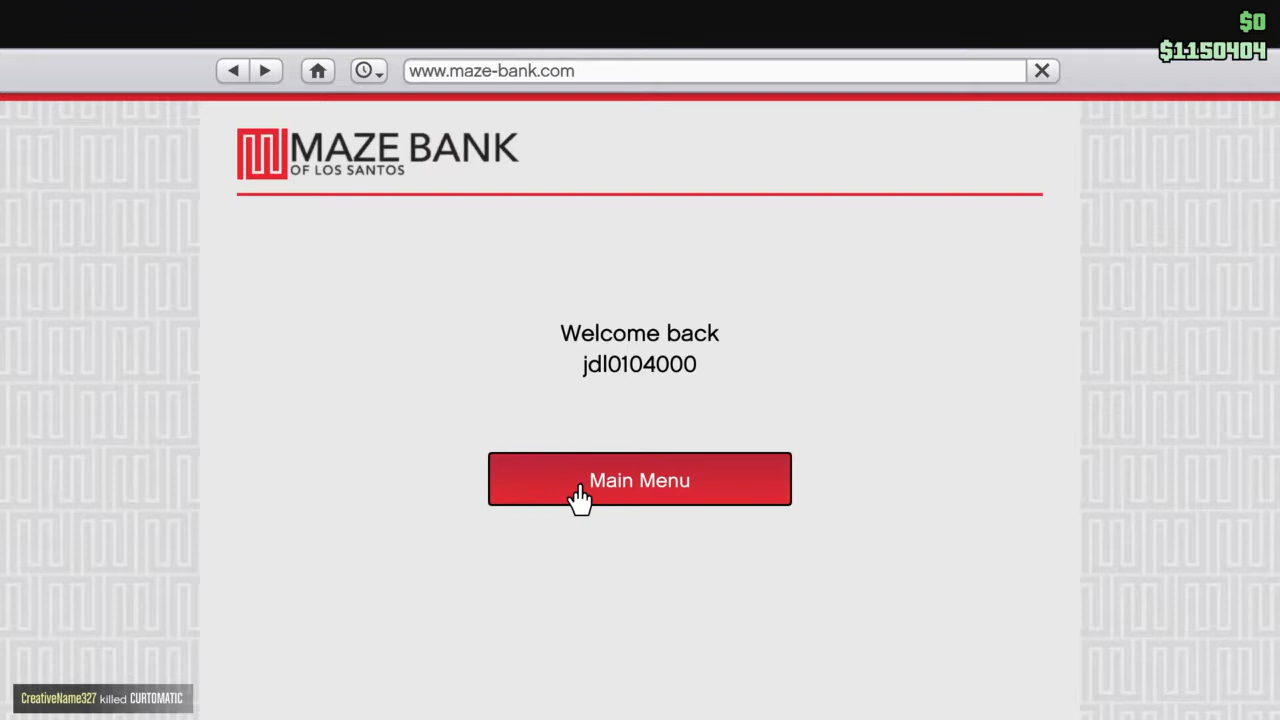 $0
$1150404
www.maze-bank.com
MAZE BANK
OF LOS SANTOS
Welcome back
jdl0104000
Main Menu
CreativeName327 killed CURTOMATIC